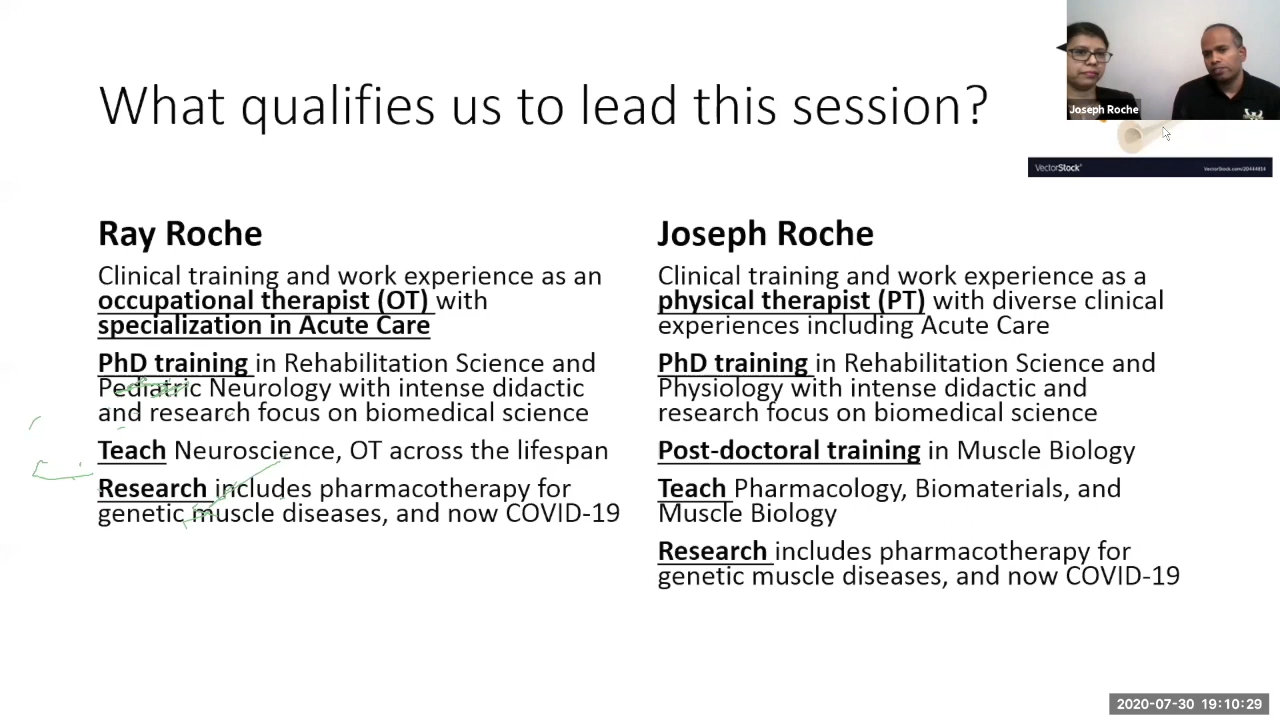 What qualifies us to lead this session?
Joseph Roche
VectorStock®
VectorStock.com/20444814
Ray Roche
Clinical training and work experience as an
occupational therapist (OT) with
specialization in Acute Care
PhD training in Rehabilitation Science and
Pediatric Neurology with intense didactic
and research focus on biomedical science
Teach Neuroscience, OT across the lifespan
Research includes pharmacotherapy for
genetic muscle diseases, and now COVID-19
Joseph Roche
Clinical training and work experience as a
physical therapist (PT) with diverse clinical
experiences including Acute Care
PhD training in Rehabilitation Science and
Physiology with intense didactic and
research focus on biomedical science
Post-doctoral training in Muscle Biology
Teach Pharmacology, Biomaterials, and
Muscle Biology
Research includes pharmacotherapy for
genetic muscle diseases, and now COVID-19
2020-07-30 19:10:29